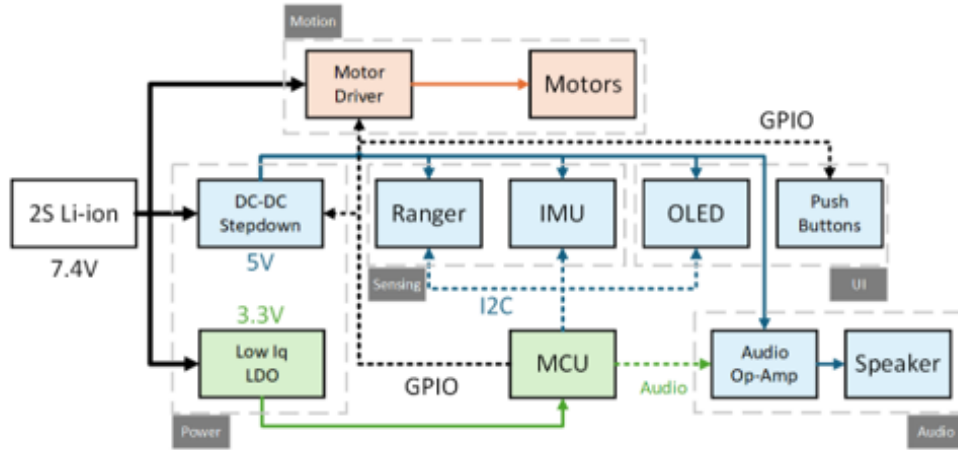 Motion
Motor
Driver
Motors
GPIO
2S Li-ion
7.4V
DC-DC
Stepdown
5V
Ranger
IMU
OLED
Push
Buttons
Sensing
I2C
UI
3.3V
Low Iq
LDO
GPIO
MCU
Audio
Audio
Op-Amp
Speaker
Power
Audio